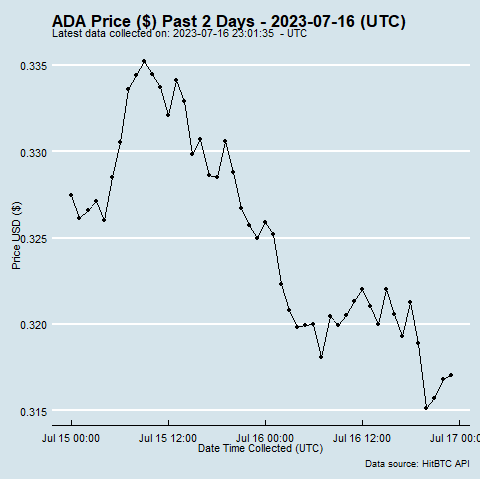 ADA Price ($) Past 2 Days - 2023-07-16 (UTC)
Latest data collected on: 2023-07-16 23:01:35 - UTC
0.335
0.330
0.325
0.320
0.315
Price USD ($)
Jul 15 00:00 Jul 15 12:00 Jul 16 00:00 Jul 16 12:00 Jul 17 00:00
Date Time Collected (UTC)
Data source: HitBTC API